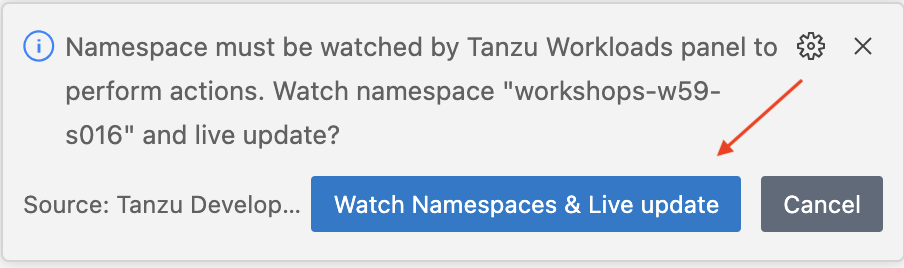 Namespace must be watched by Tanzu Workloads panel to
perform actions. Watch namespace "workshops-w59-
s016" and live update?
Source: Tanzu Develop... Watch Namespaces & Live update Cancel